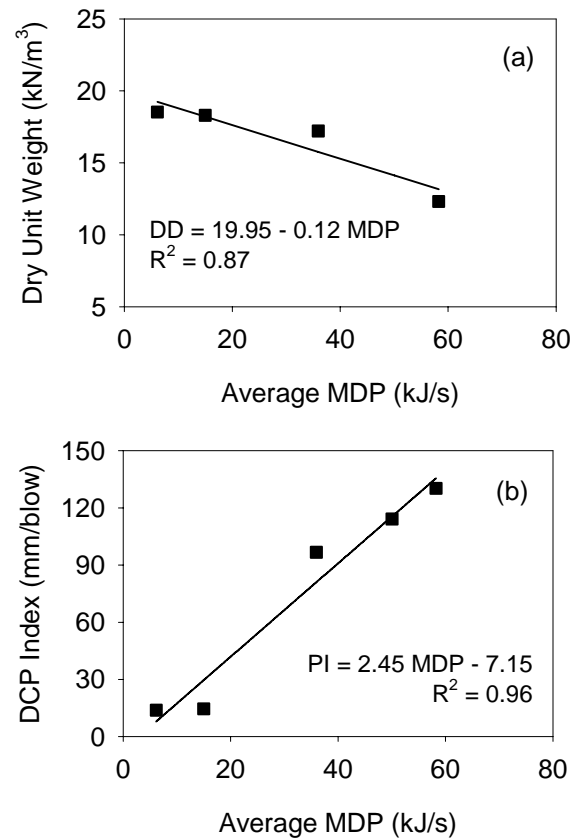 Dry Unit Weight (kN/m³)
25
20
15
10
5
(a)
DD = 19.95 - 0.12 MDP
R² = 0.87
0 20 40 60 80
Average MDP (kJ/s)
DCP Index (mm/blow)
150
120
90
60
30
0
(b)
PI = 2.45 MDP - 7.15
R² = 0.96
0 20 40 60 80
Average MDP (kJ/s)